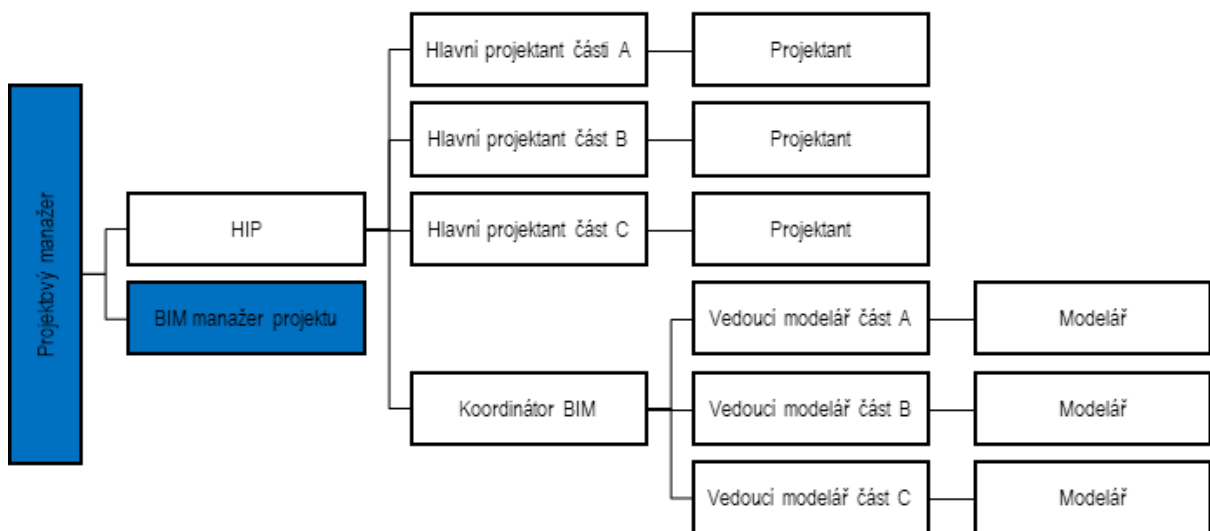 Projektový manažer
HIP
BIM manažer projektu
Hlavní projektant části A
Hlavní projektant část B
Hlavní projektant část C
Koordinátor BIM
Projektant
Projektant
Projektant
Vedoucí modelář část A
Vedoucí modelář část B
Vedoucí modelář část C
Modelář
Modelář
Modelář